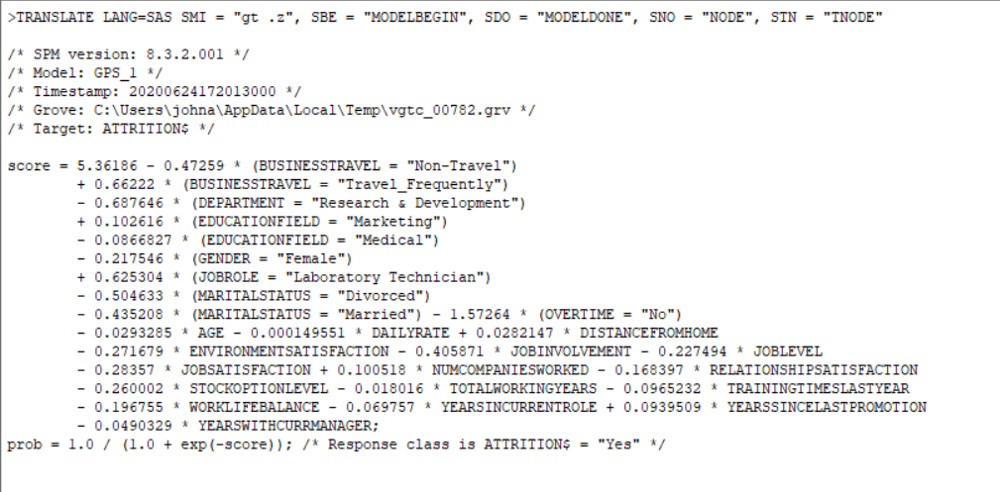 >TRANSLATE LANG=SAS SMI = "gt .z", SBE = "MODELBEGIN", SDO = "MODELDONE", SNO = "NODE", STN = "TNODE"
/* SPM version: 8.3.2.001 */
/* Model: GPS_1 */
/* Timestamp: 20200624172013000 */
/* Grove: C:\Users\johna\AppData\Local\Temp\vgtc_00782.grv */
/* Target: ATTRITION$ */
score = 5.36186 - 0.47259 * (BUSINESSTRAVEL = "Non-Travel")
+ 0.66222 * (BUSINESSTRAVEL = "Travel_Frequently")
- 0.687646 * (DEPARTMENT = "Research & Development")
+ 0.102616 * (EDUCATIONFIELD = "Marketing")
- 0.0866827 * (EDUCATIONFIELD = "Medical")
- 0.217546 * (GENDER = "Female")
+ 0.625304 * (JOBROLE = "Laboratory Technician")
- 0.504633 * (MARITALSTATUS = "Divorced")
- 0.435208 * (MARITALSTATUS = "Married") - 1.57264 * (OVERTIME = "No")
- 0.0293285 * AGE - 0.000149551 * DAILYRATE + 0.0282147 * DISTANCEFROMHOME
- 0.271679 * ENVIRONMENTSATISFACTION - 0.405871 * JOBINVOLVEMENT - 0.227494 * JOBLEVEL
- 0.28357 * JOBSATISFACTION + 0.100518 * NUMCOMPANIESWORKED - 0.168397 * RELATIONSHIPSATISFACTION
- 0.260002 * STOCKOPTIONLEVEL - 0.018016 * TOTALWORKINGYEARS - 0.0965232 * TRAININGTIMESLASTYEAR
- 0.196755 * WORKLIFEBALANCE - 0.069757 * YEARSINCURRENTROLE + 0.0939509 * YEARSSINCELASTPROMOTION
- 0.0490329 * YEARSWITHCURRMANAGER;
prob = 1.0 / (1.0 + exp(-score)); /* Response class is ATTRITION$ = "Yes" */